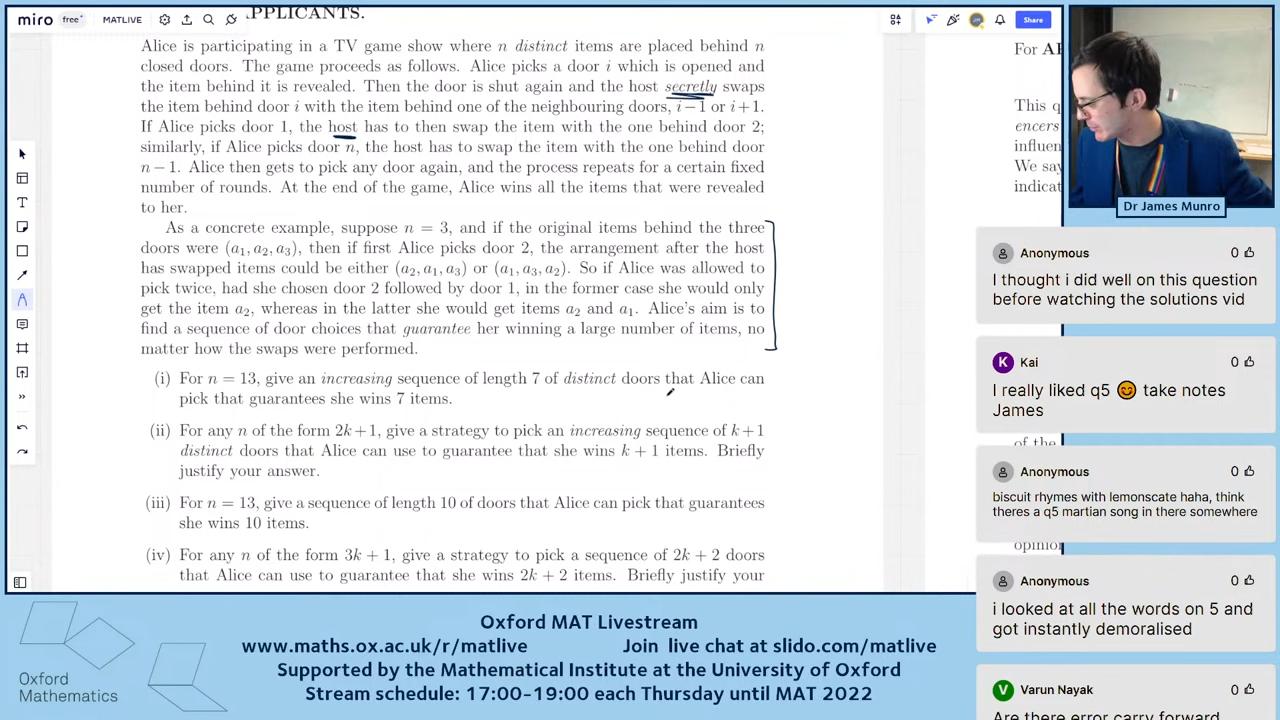 miro
free
MATLIVE
APPLICANTS.
Share
Alice is participating in a TV game show where n distinct items are placed behind n
closed doors. The game proceeds as follows. Alice picks a door i which is opened and
the item behind it is revealed. Then the door is shut again and the host secretly swaps
the item behind door i with the item behind one of the neighbouring doors, i − 1 or i + 1.
If Alice picks door 1, the host has to then swap the item with the one behind door 2;
similarly, if Alice picks door n, the host has to swap the item with the one behind door
n − 1. Alice then gets to pick any door again, and the process repeats for a certain fixed
number of rounds. At the end of the game, Alice wins all the items that were revealed
to her.
As a concrete example, suppose n = 3, and if the original items behind the three
doors were (a₁, a₂, a₃), then if first Alice picks door 2, the arrangement after the host
has swapped items could be either (a₂, a₁, a₃) or (a₁, a₃, a₂). So if Alice was allowed to
pick twice, had she chosen door 2 followed by door 1, in the former case she would only
get the item a₂, whereas in the latter she would get items a₂ and a₁. Alice's aim is to
find a sequence of door choices that guarantee her winning a large number of items, no
matter how the swaps were performed.
(i) For n = 13, give an increasing sequence of length 7 of distinct doors that Alice can
pick that guarantees she wins 7 items.
(ii) For any n of the form 2k + 1, give a strategy to pick an increasing sequence of k + 1
distinct doors that Alice can use to guarantee that she wins k + 1 items. Briefly
justify your answer.
(iii) For n = 13, give a sequence of length 10 of doors that Alice can pick that guarantees
she wins 10 items.
(iv) For any n of the form 3k + 1, give a strategy to pick a sequence of 2k + 2 doors
that Alice can use to guarantee that she wins 2k + 2 items. Briefly justify your
For
This q
encers
influen
We say
indicat
Dr James Munro
Anonymous
0
I thought i did well on this question
before watching the solutions vid
K
Kai
0
I really liked q5 😊 take notes
James
of the
Anonymous
0
biscuit rhymes with lemonscate haha, think
theres a q5 martian song in there somewhere
opinio
Anonymous
0
i looked at all the words on 5 and
got instantly demoralised
V
Varun Nayak
0
Are there error carry forward
Oxford
Mathematics
Oxford MAT Livestream
www.maths.ox.ac.uk/r/matlive Join live chat at slido.com/matlive
Supported by the Mathematical Institute at the University of Oxford
Stream schedule: 17:00-19:00 each Thursday until MAT 2022